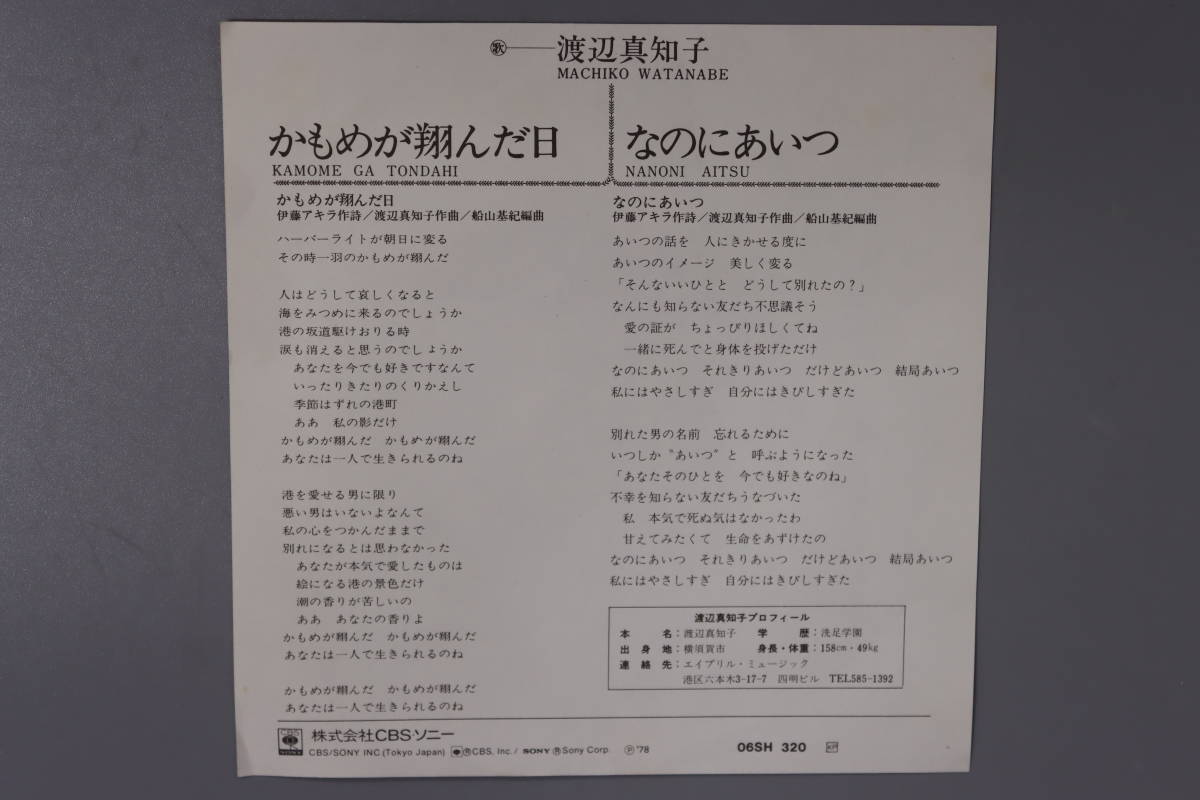 歌 渡辺真知子
MACHIKO WATANABE
かもめが翔んだ日
KAMOME GA TONDAHI
かもめが翔んだ日
伊藤アキラ作詩/渡辺真知子作曲/船山基紀編曲
ハーバーライトが朝日に変る
その時一羽のかもめが翔んだ
人はどうして哀しくなると
海をみつめに来るのでしょうか
港の坂道駆けおりる時
涙も消えると思うのでしょうか
あなたを今でも好きですなんて
いったりきたりのくりかえし
季節はずれの港町
ああ 私の影だけ
かもめが翔んだ かもめが翔んだ
あなたは一人で生きられるのね
港を愛せる男に限り
悪い男はいないよなんて
私の心をつかんだままで
別れになるとは思わなかった
あなたが本気で愛したものは
絵になる港の景色だけ
潮の香りが苦しいの
ああ あなたの香りよ
かもめが翔んだ かもめが翔んだ
あなたは一人で生きられるのね
かもめが翔んだ かもめが翔んだ
あなたは一人で生きられるのね
なのにあいつ
NANONI AITSU
なのにあいつ
伊藤アキラ作詩/渡辺真知子作曲/船山基紀編曲
あいつの話を 人にきかせる度に
あいつのイメージ 美しく変る
「そんないいひとと どうして別れたの？」
なんにも知らない友だち不思議そう
愛の証が ちょっぴりほしくてね
一緒に死んでと身体を投げただけ
なのにあいつ それきりあいつ だけどあいつ 結局あいつ
私にはやさしすぎ 自分にはきびしすぎた
別れた男の名前 忘れるために
いつしか〝あいつ〟と 呼ぶようになった
「あなたそのひとを 今でも好きなのね」
不幸を知らない友だちうなづいた
私 本気で死ぬ気はなかったわ
甘えてみたくて 生命をあずけたの
なのにあいつ それきりあいつ だけどあいつ 結局あいつ
私にはやさしすぎ 自分にはきびしすぎた
渡辺真知子プロフィール
本名：渡辺真知子 学歴：洗足学園
出身地：横須賀市 身長・体重：158cm・49kg
連絡先：エイプリル・ミュージック
港区六本木3-17-7 四明ビル TEL585-1392
CBS SONY 株式会社CBS・ソニー
CBS/SONY INC.(Tokyo Japan) ®CBS, Inc./ SONY ®Sony Corp. ℗'78 06SH 320